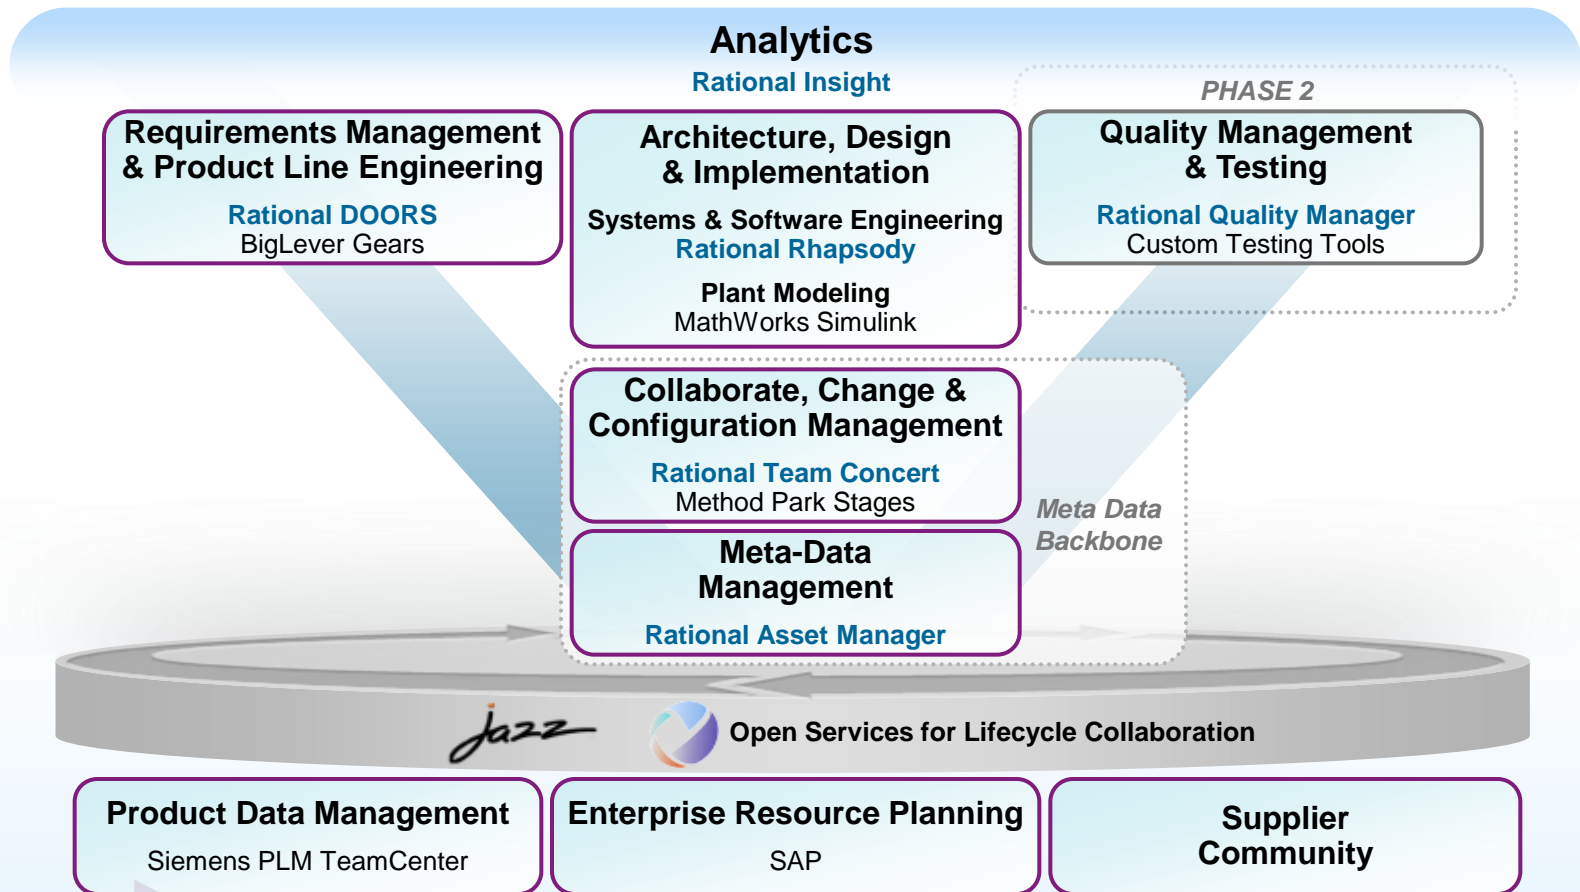 Analytics
Rational Insight
PHASE 2
Requirements Management
& Product Line Engineering
Rational DOORS
BigLever Gears
Architecture, Design
& Implementation
Systems & Software Engineering
Rational Rhapsody
Plant Modeling
MathWorks Simulink
Quality Management
& Testing
Rational Quality Manager
Custom Testing Tools
Collaborate, Change &
Configuration Management
Rational Team Concert
Method Park Stages
Meta Data
Backbone
Meta-Data
Management
Rational Asset Manager
jazz
Open Services for Lifecycle Collaboration
Product Data Management
Siemens PLM TeamCenter
Enterprise Resource Planning
SAP
Supplier
Community